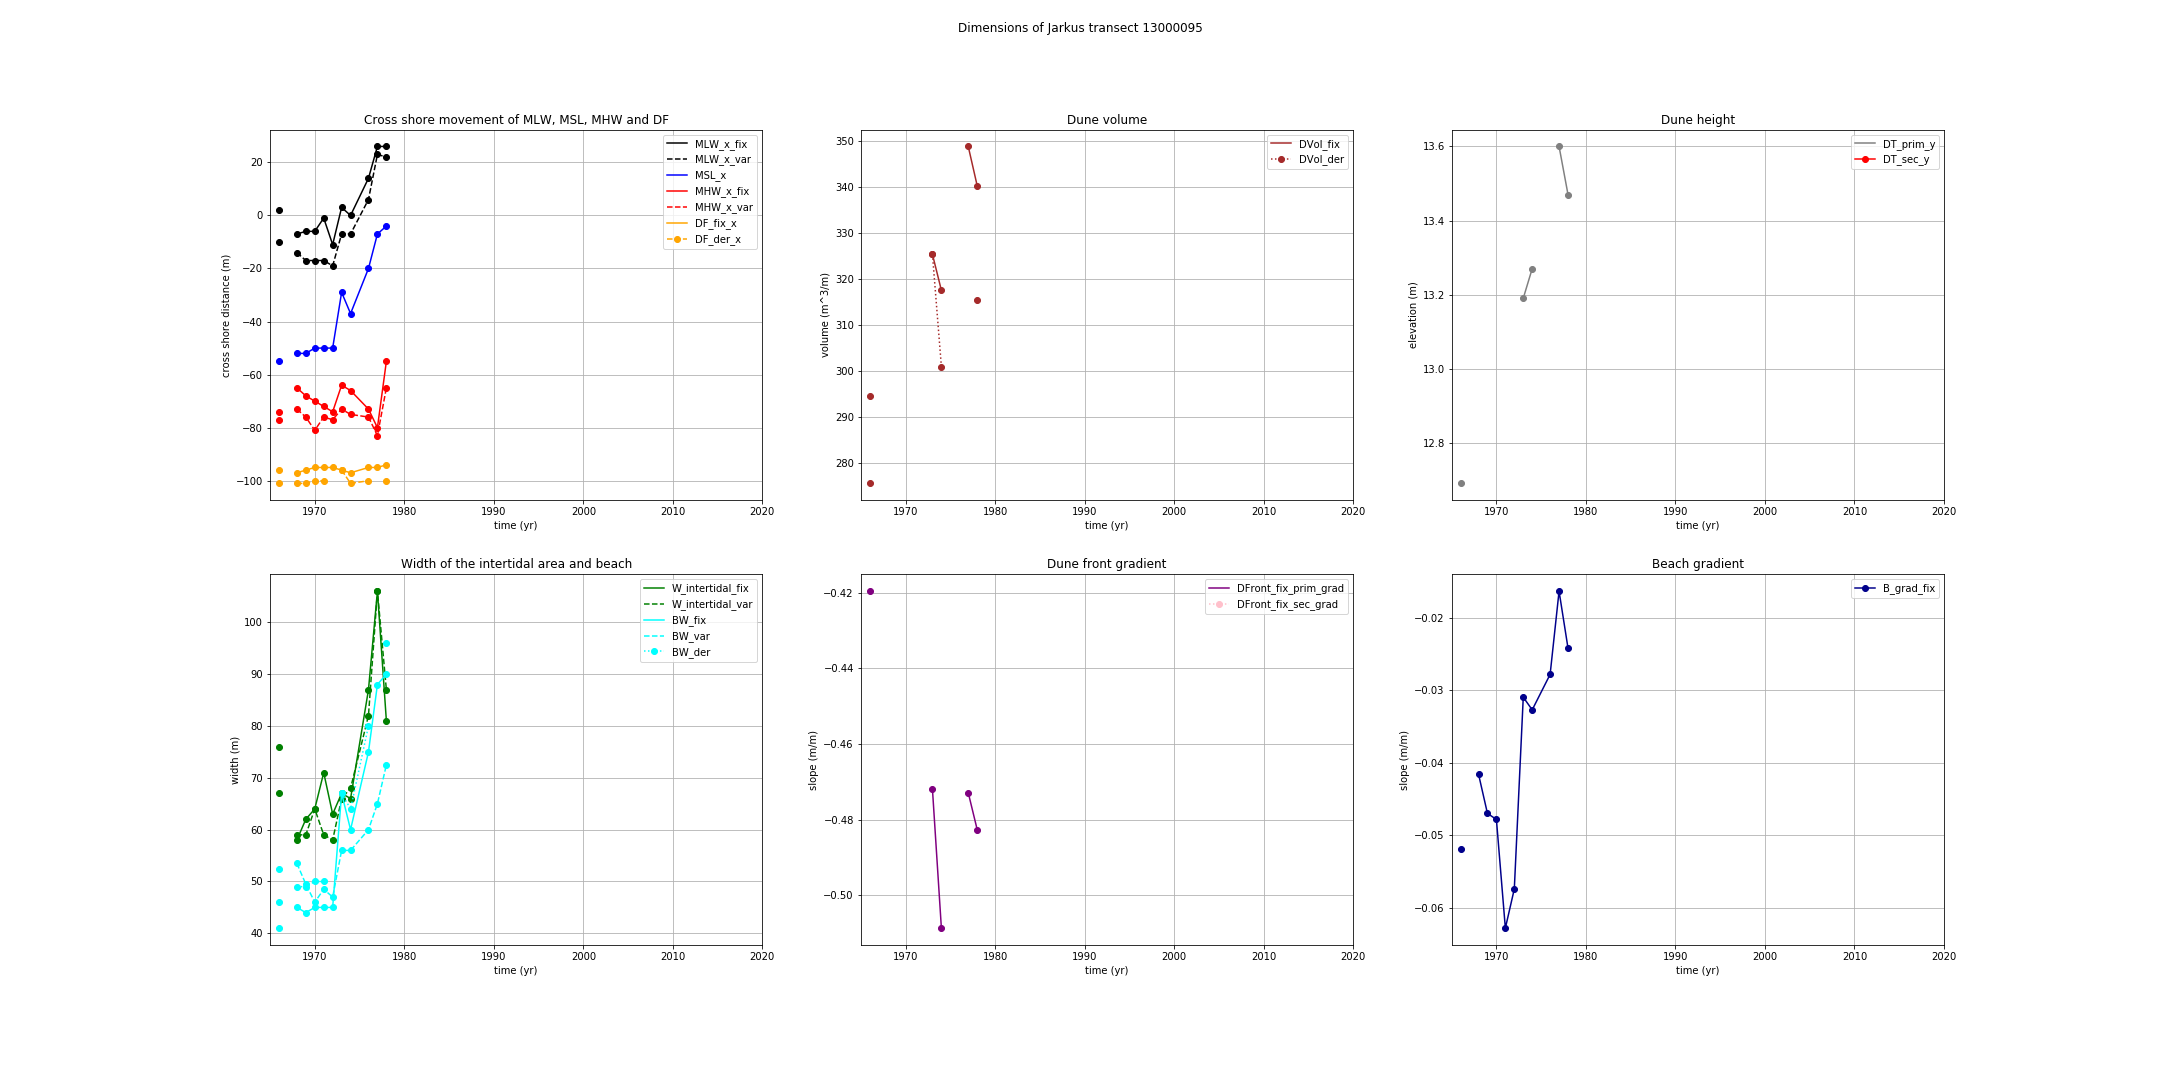 Dimensions of Jarkus transect 13000095
Cross shore movement of MLW, MSL, MHW and DF
cross shore distance (m)
20
0
−20
−40
−60
−80
−100
MLW_x_fix
MLW_x_var
MSL_x
MHW_x_fix
MHW_x_var
DF_fix_x
DF_der_x
1970 1980 1990 2000 2010 2020
time (yr)
Dune volume
volume (m^3/m)
350
340
330
320
310
300
290
280
DVol_fix
DVol_der
1970 1980 1990 2000 2010 2020
time (yr)
Dune height
elevation (m)
13.6
13.4
13.2
13.0
12.8
DT_prim_y
DT_sec_y
1970 1980 1990 2000 2010 2020
time (yr)
Width of the intertidal area and beach
width (m)
100
90
80
70
60
50
40
W_intertidal_fix
W_intertidal_var
BW_fix
BW_var
BW_der
1970 1980 1990 2000 2010 2020
time (yr)
Dune front gradient
slope (m/m)
−0.42
−0.44
−0.46
−0.48
−0.50
DFront_fix_prim_grad
DFront_fix_sec_grad
1970 1980 1990 2000 2010 2020
time (yr)
Beach gradient
slope (m/m)
−0.02
−0.03
−0.04
−0.05
−0.06
B_grad_fix
1970 1980 1990 2000 2010 2020
time (yr)